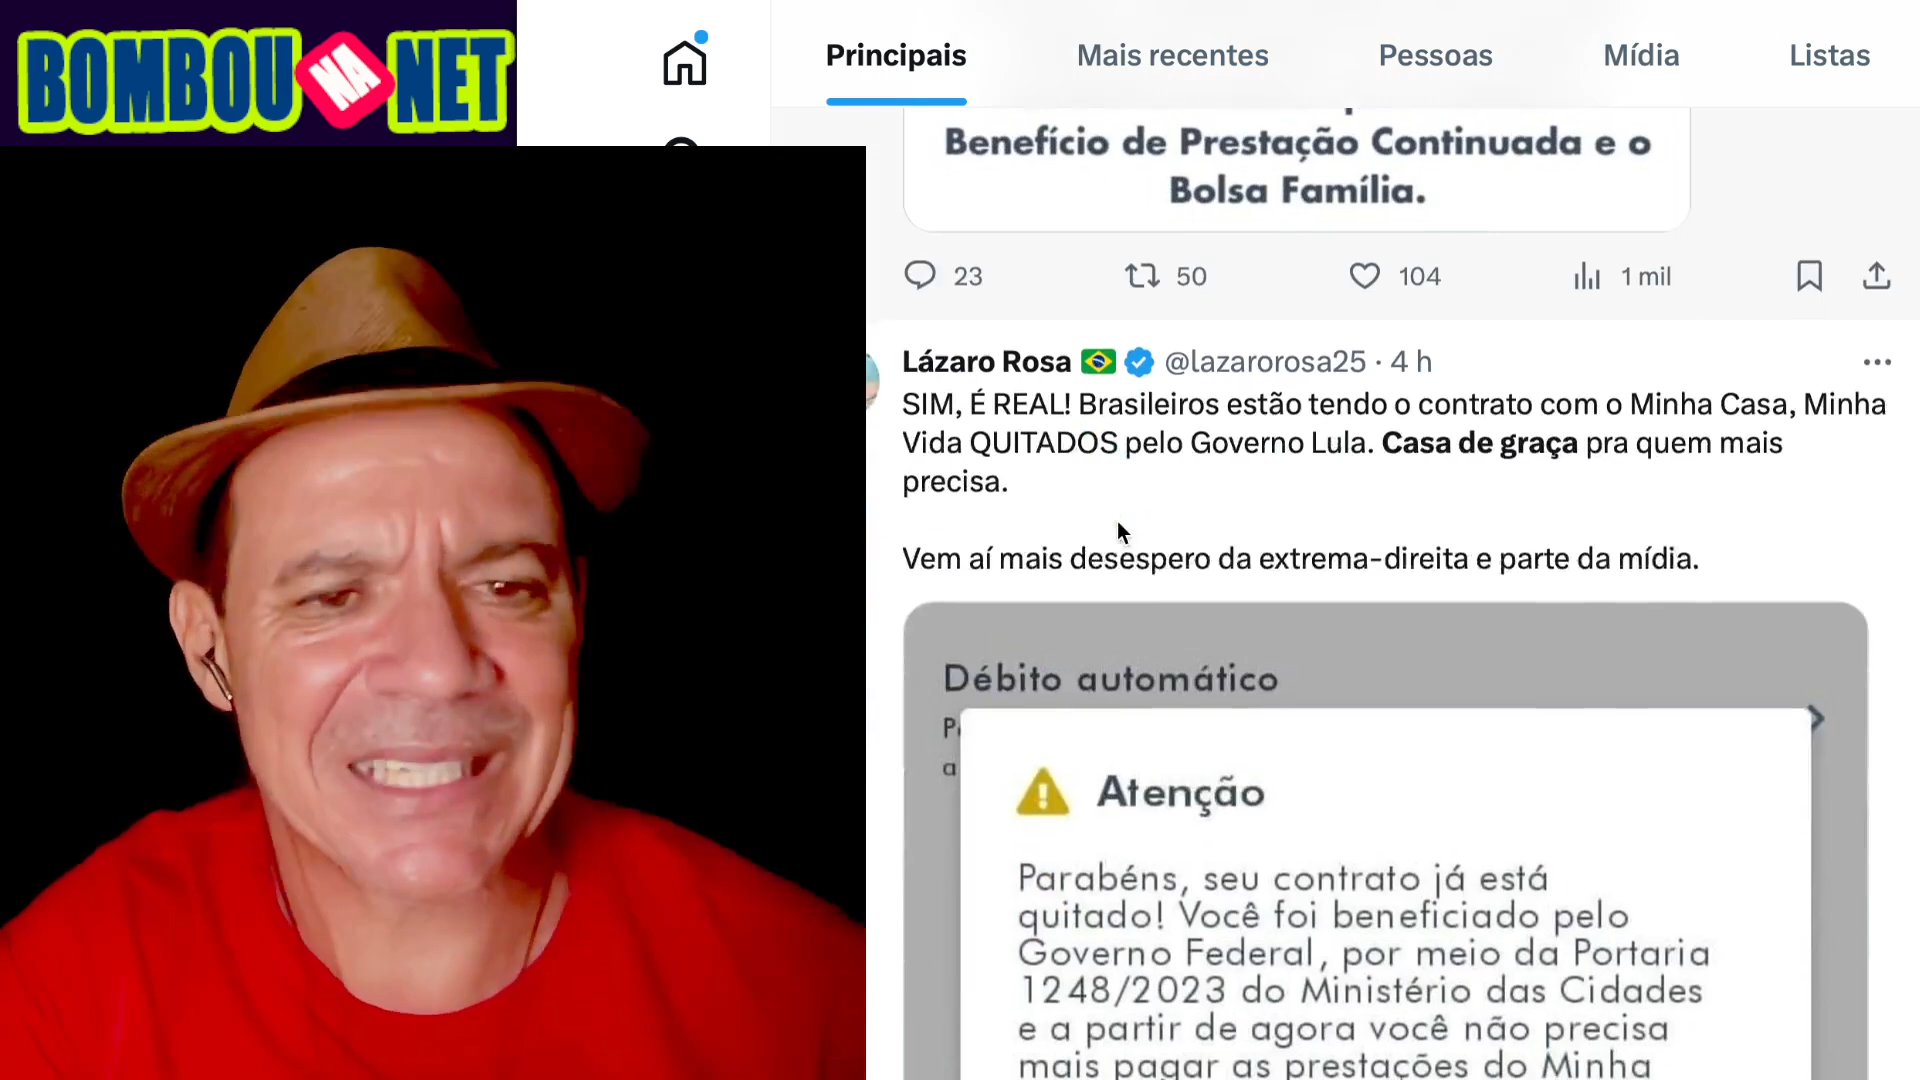 BOMBOU NA NET
Principais Mais recentes Pessoas Mídia Listas
Benefício de Prestação Continuada e o
Bolsa Família.
23 50 104 1 mil
Lázaro Rosa @lazarorosa25 · 4 h
SIM, É REAL! Brasileiros estão tendo o contrato com o Minha Casa, Minha
Vida QUITADOS pelo Governo Lula. Casa de graça pra quem mais
precisa.
Vem aí mais desespero da extrema-direita e parte da mídia.
Débito automático
Atenção
Parabéns, seu contrato já está
quitado! Você foi beneficiado pelo
Governo Federal, por meio da Portaria
1248/2023 do Ministério das Cidades
e a partir de agora você não precisa
mais pagar as prestações do Minha